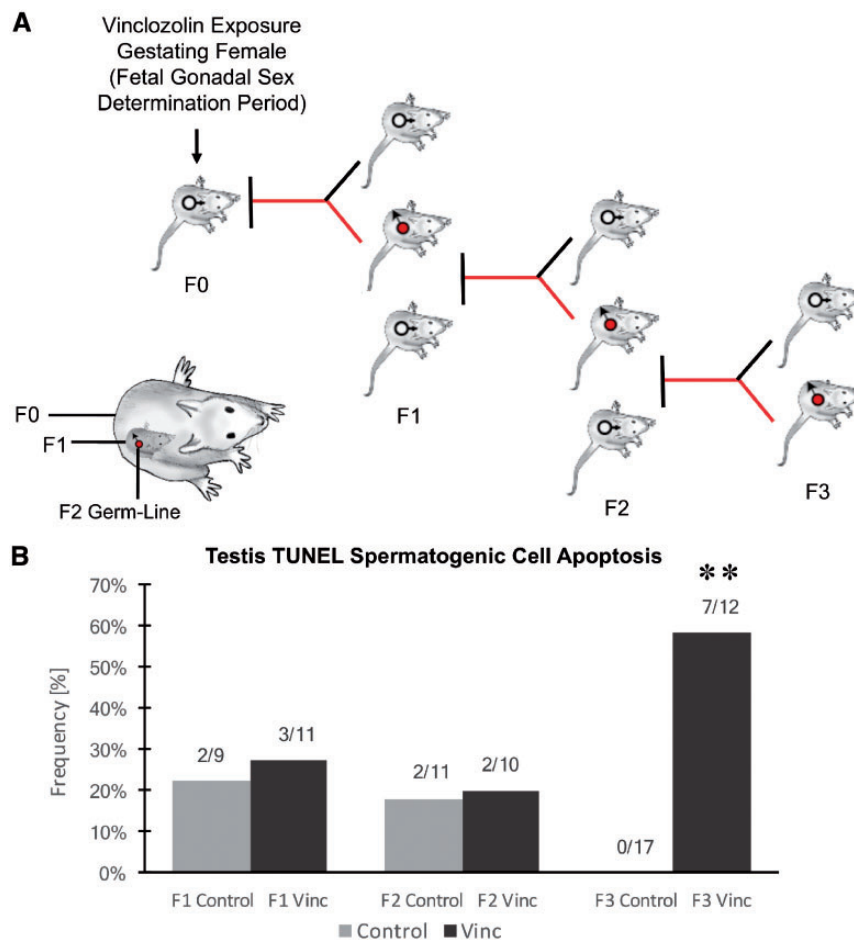 A
Vinclozolin Exposure
Gestating Female
(Fetal Gonadal Sex
Determination Period)
F0
F1
F2
F3
F0
F1
F2 Germ-Line
B
Testis TUNEL Spermatogenic Cell Apoptosis
Frequency [%]
70%
60%
50%
40%
30%
20%
10%
0%
2/9
3/11
2/11
2/10
0/17
**
7/12
F1 Control
F1 Vinc
F2 Control
F2 Vinc
F3 Control
F3 Vinc
Control
Vinc